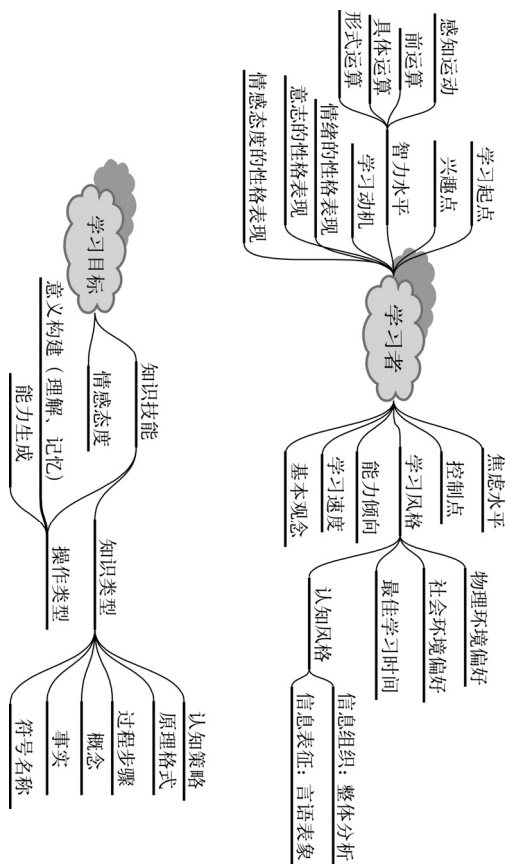 学习者
学习起点
兴趣点
智力水平
感知运动
前运算
具体运算
形式运算
学习动机
情绪的性格表现
意志的性格表现
情感态度的性格表现
焦虑水平
控制点
学习风格
物理环境偏好
社会环境偏好
最佳学习时间
认知风格
信息组织：整体分析
信息表征：言语表象
能力倾向
学习速度
基本观念
学习目标
知识技能
知识类型
认知策略
原理格式
过程步骤
概念
事实
符号名称
操作类型
意义构建（理解、记忆）
能力生成
情感态度